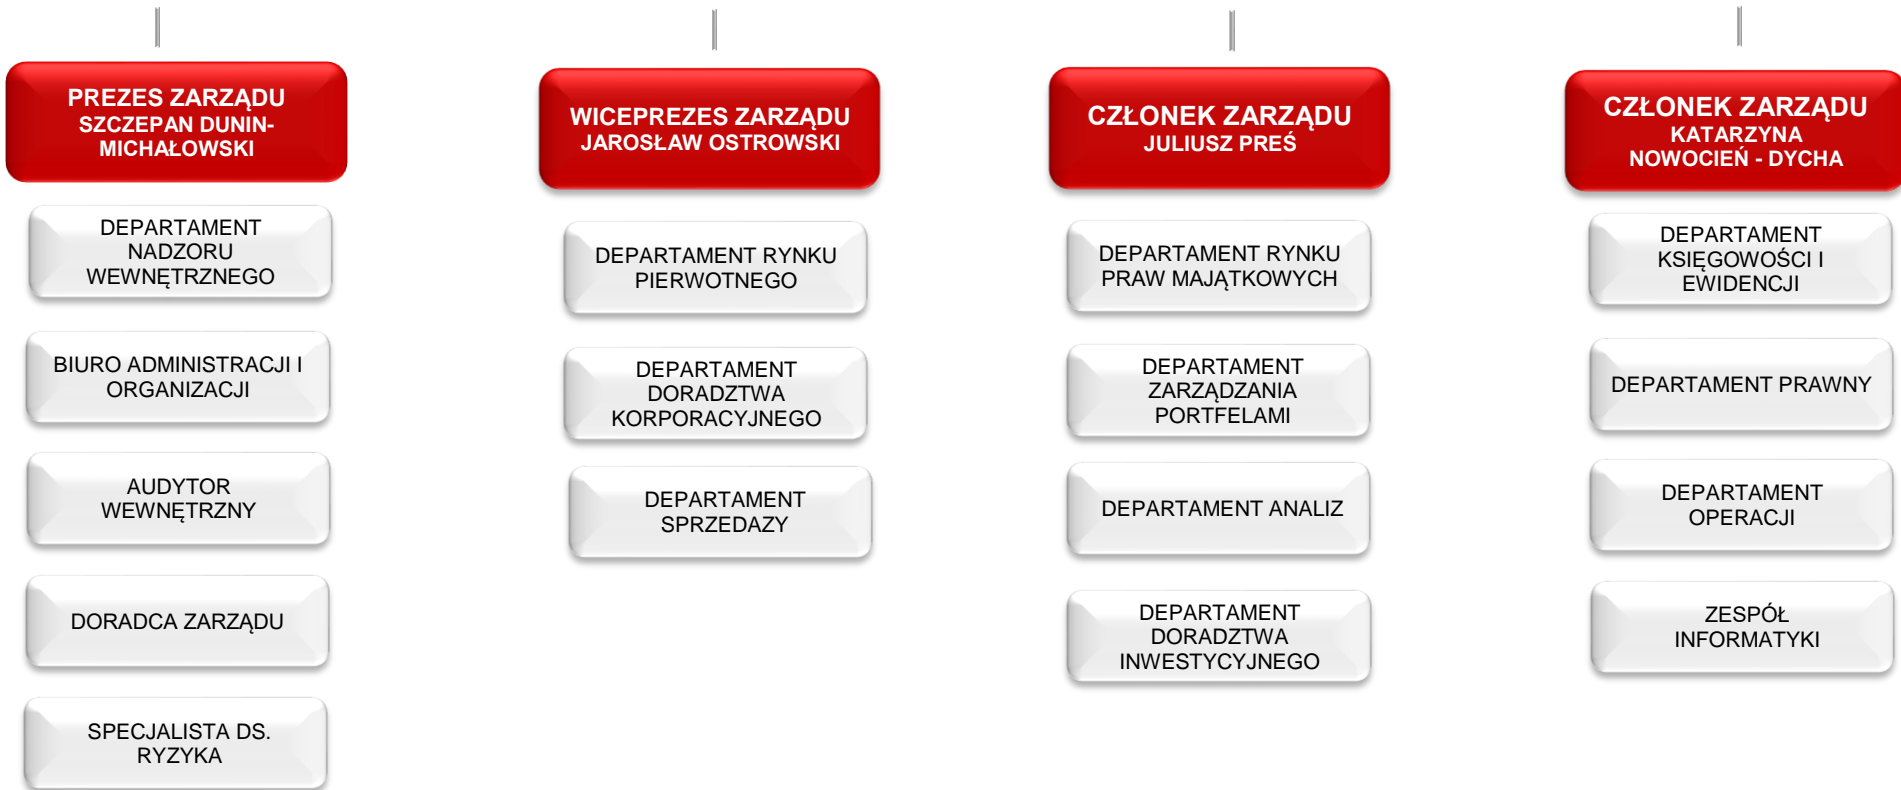 PREZES ZARZĄDU
SZCZEPAN DUNIN-
MICHAŁOWSKI
DEPARTAMENT
NADZORU
WEWNĘTRZNEGO
BIURO ADMINISTRACJI I
ORGANIZACJI
AUDYTOR
WEWNĘTRZNY
DORADCA ZARZĄDU
SPECJALISTA DS.
RYZYKA
WICEPREZES ZARZĄDU
JAROSŁAW OSTROWSKI
DEPARTAMENT RYNKU
PIERWOTNEGO
DEPARTAMENT
DORADZTWA
KORPORACYJNEGO
DEPARTAMENT
SPRZEDAZY
CZŁONEK ZARZĄDU
JULIUSZ PREŚ
DEPARTAMENT RYNKU
PRAW MAJĄTKOWYCH
DEPARTAMENT
ZARZĄDZANIA
PORTFELAMI
DEPARTAMENT ANALIZ
DEPARTAMENT
DORADZTWA
INWESTYCYJNEGO
CZŁONEK ZARZĄDU
KATARZYNA
NOWOCIEŃ - DYCHA
DEPARTAMENT
KSIĘGOWOŚCI I
EWIDENCJI
DEPARTAMENT PRAWNY
DEPARTAMENT
OPERACJI
ZESPÓŁ
INFORMATYKI